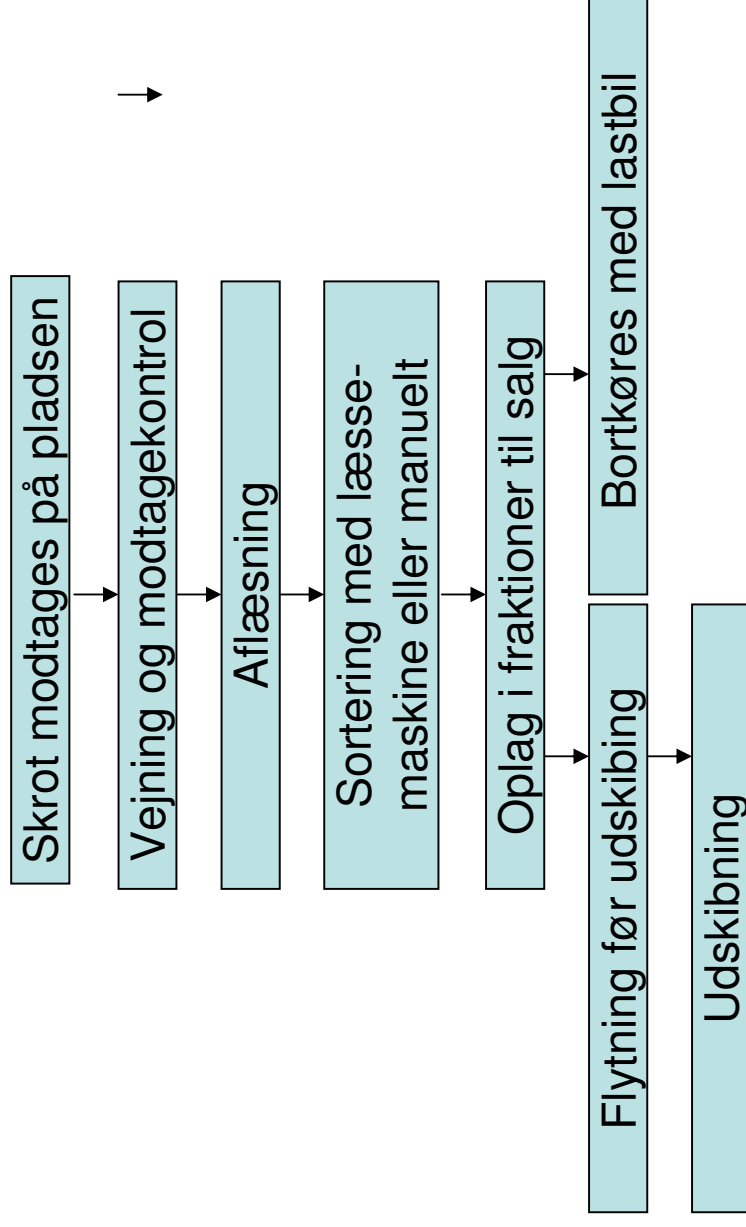 Skrot modtages på pladsen
Vejning og modtagekontrol
Aflæsning
Sortering med læsse-
maskine eller manuelt
Oplag i fraktioner til salg
Flytning før udskibing
Bortkøres med lastbil
Udskibning